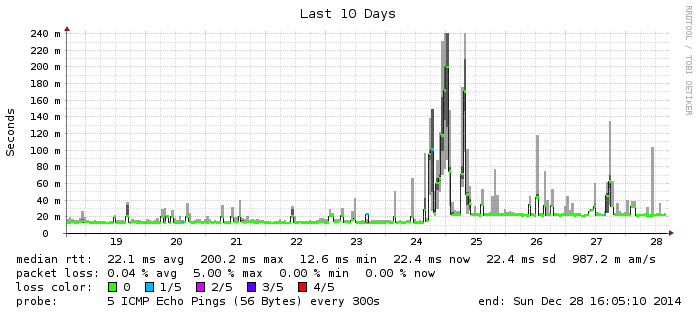 Last 10 Days
RRDTOOL / TOBI OETIKER
Seconds
240 m
220 m
200 m
180 m
160 m
140 m
120 m
100 m
80 m
60 m
40 m
20 m
0
19 20 21 22 23 24 25 26 27 28
median rtt: 22.1 ms avg 200.2 ms max 12.6 ms min 22.4 ms now 22.4 ms sd 987.2 m am/s
packet loss: 0.04 % avg 5.00 % max 0.00 % min 0.00 % now
loss color: 0 1/5 2/5 3/5 4/5
probe: 5 ICMP Echo Pings (56 Bytes) every 300s end: Sun Dec 28 16:05:10 2014